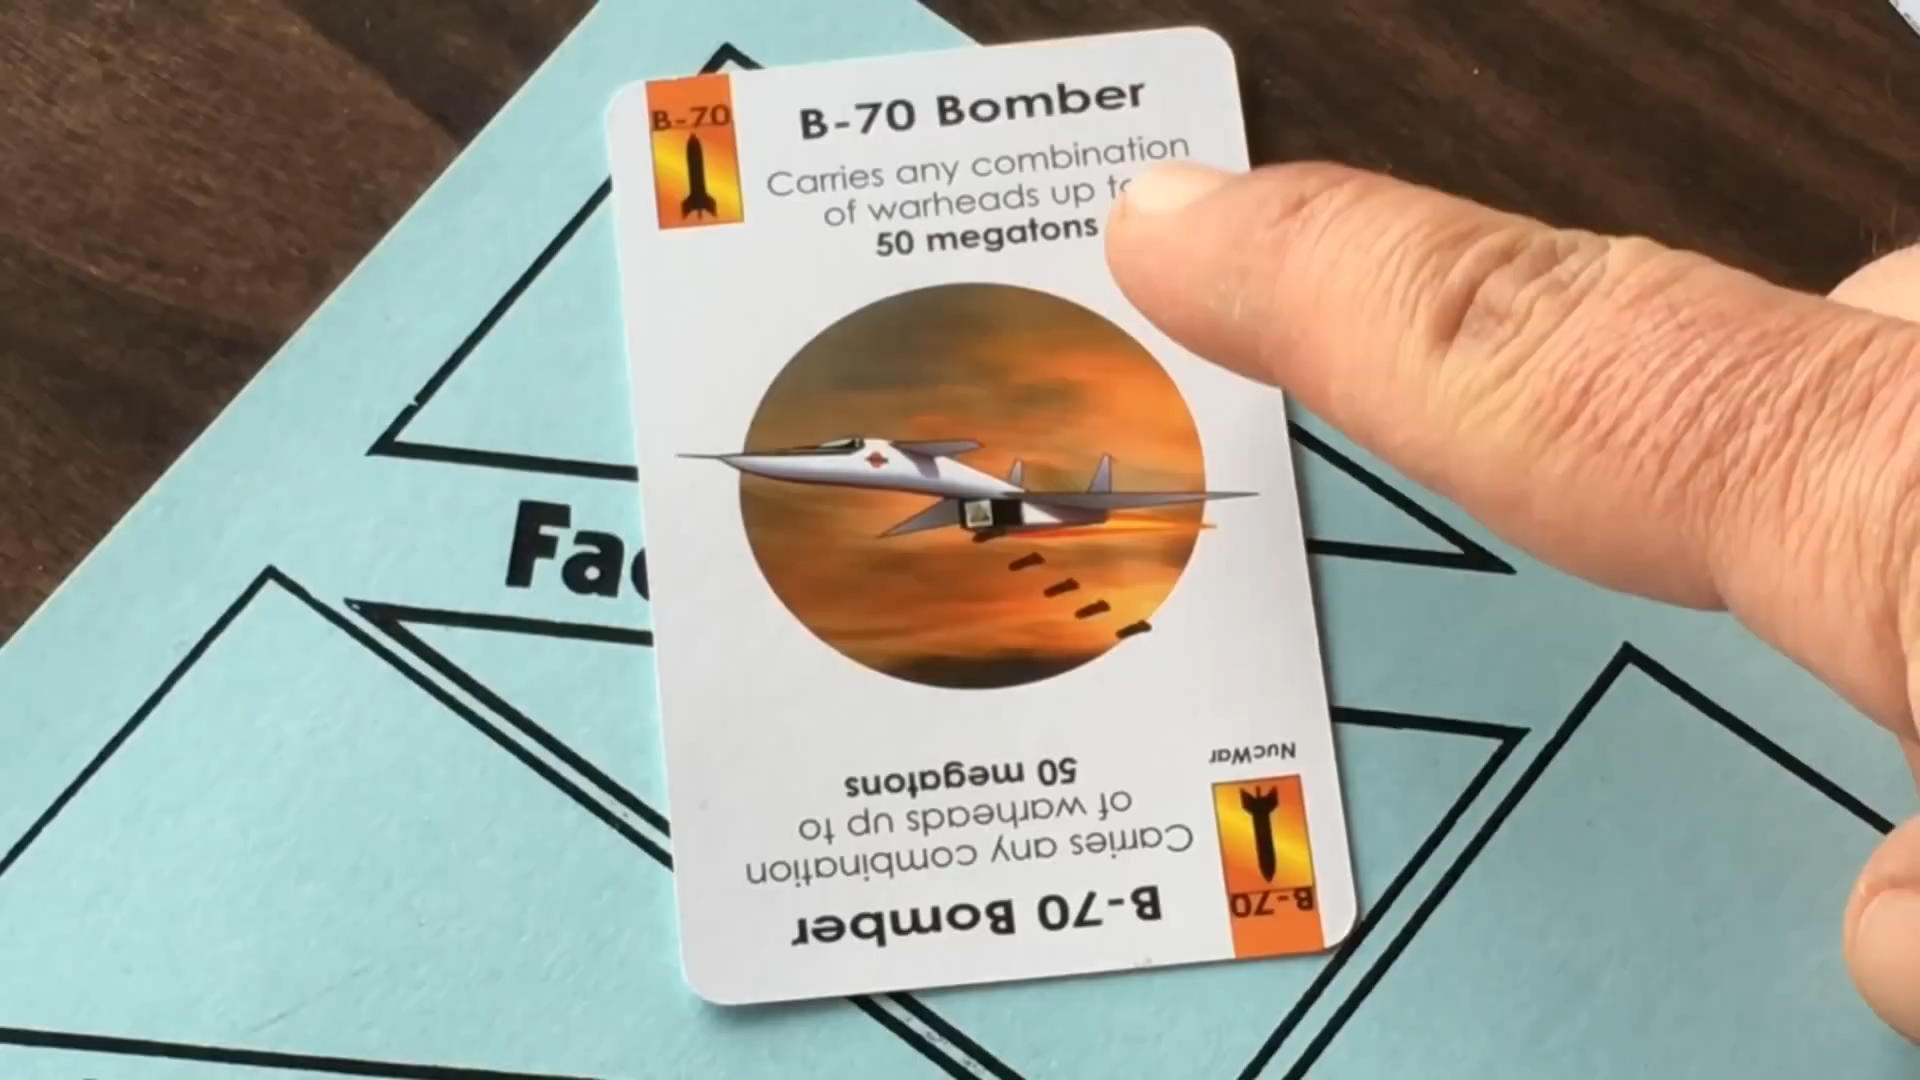 B-70
B-70 Bomber
Carries any combination
of warheads up
50 megatons
NucWar
50 megatons
of warheads up to
Carries any combination
B-70 Bomber
B-70